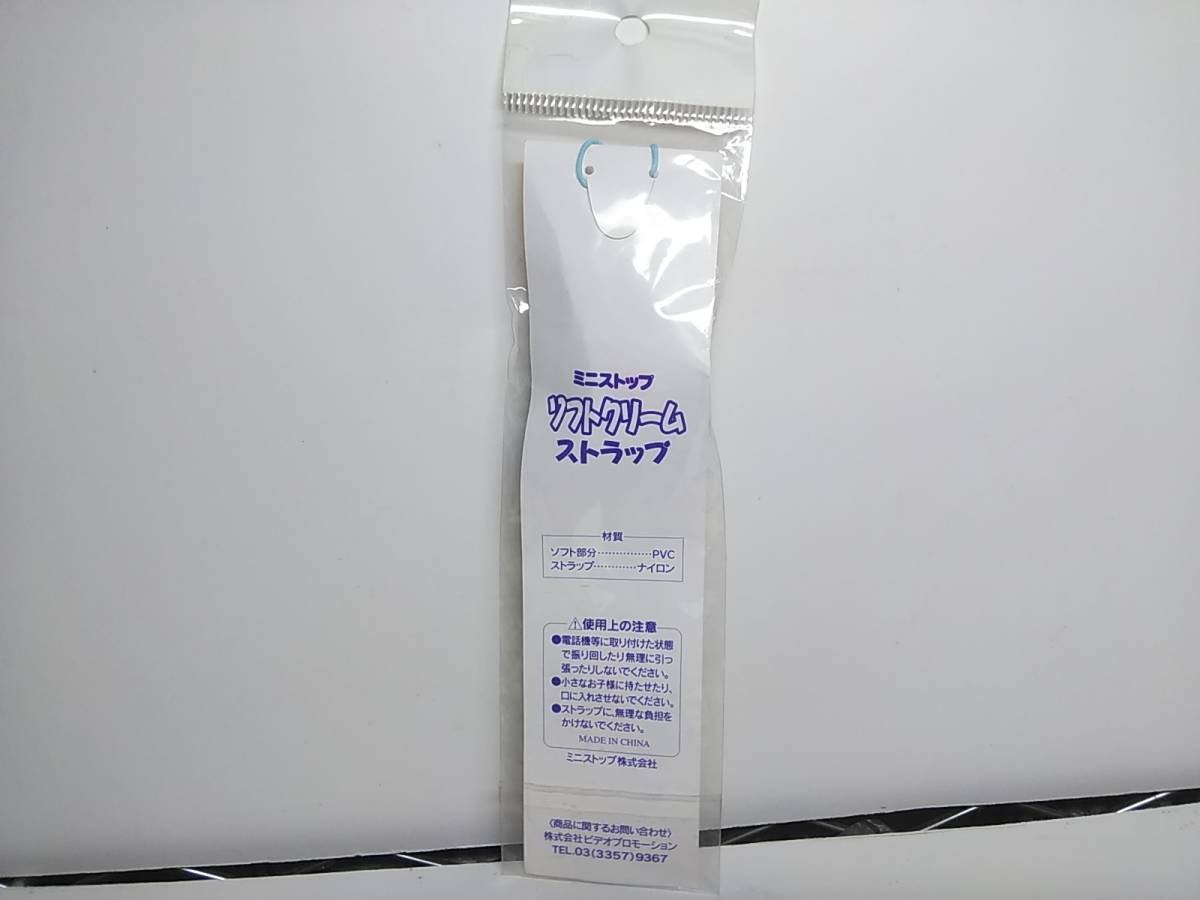 ミニストップ
ソフトクリーム
ストラップ
材質
ソフト部分……………PVC
ストラップ…………ナイロン
⚠使用上の注意
●電話機等に取り付けた状態
で振り回したり無理に引っ
張ったりしないでください。
●小さなお子様に持たせたり、
口に入れさせないでください。
●ストラップに、無理な負担を
かけないでください。
MADE IN CHINA
ミニストップ株式会社
〈商品に関するお問い合わせ〉
株式会社ビデオプロモーション
TEL.03(3357)9367